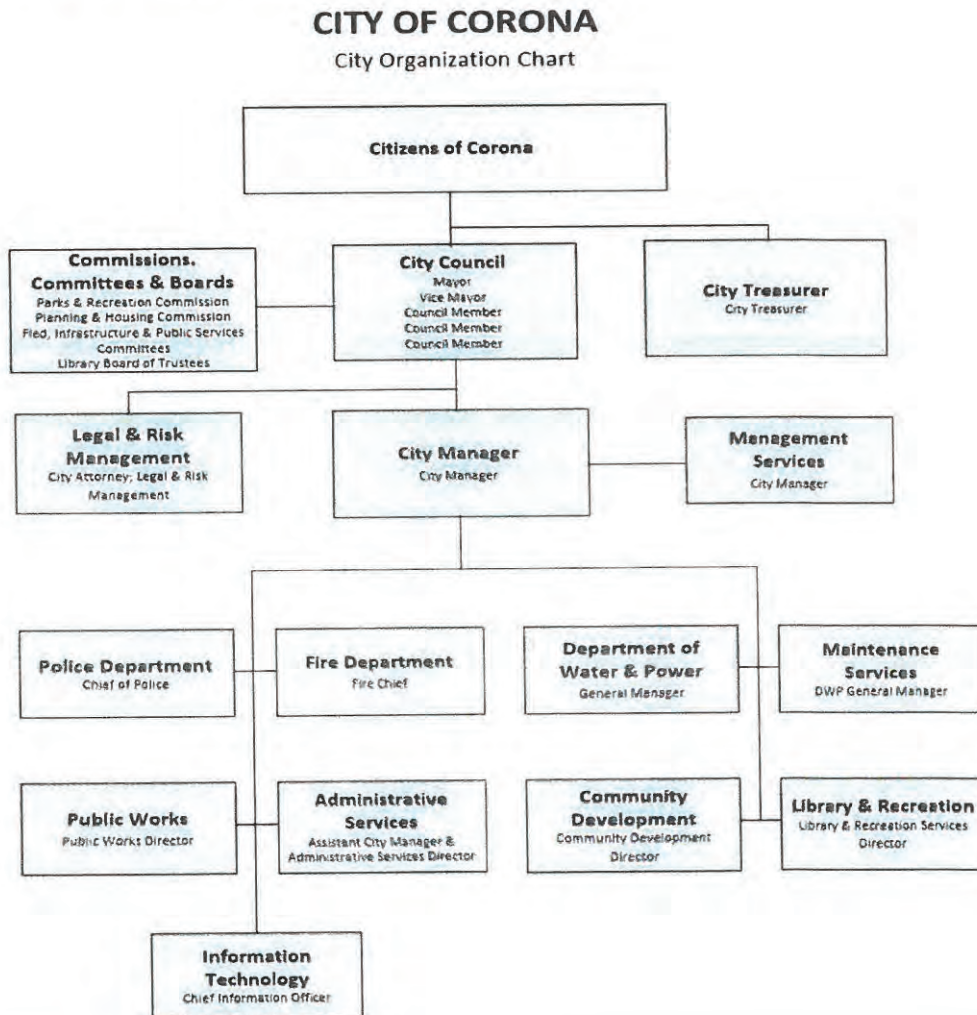 CITY OF CORONA
City Organization Chart
Citizens of Corona
Commissions.
Committees & Boards
Parks & Recreation Commission
Planning & Housing Commission
Fied, Infrastructure & Public Services
Committees
Library Board of Trustees
City Council
Mayor
Vice Mayor
Council Member
Council Member
Council Member
City Treasurer
City Treasurer
Legal & Risk
Management
City Attorney; Legal & Risk
Management
City Manager
City Manager
Management
Services
City Manager
Police Department
Chief of Police
Fire Department
Fire Chief
Department of
Water & Power
General Manager
Maintenance
Services
DWP General Manager
Public Works
Public Works Director
Administrative
Services
Assistant City Manager &
Administrative Services Director
Community
Development
Community Development
Director
Library & Recreation
Library & Recreation Services
Director
Information
Technology
Chief Information Officer